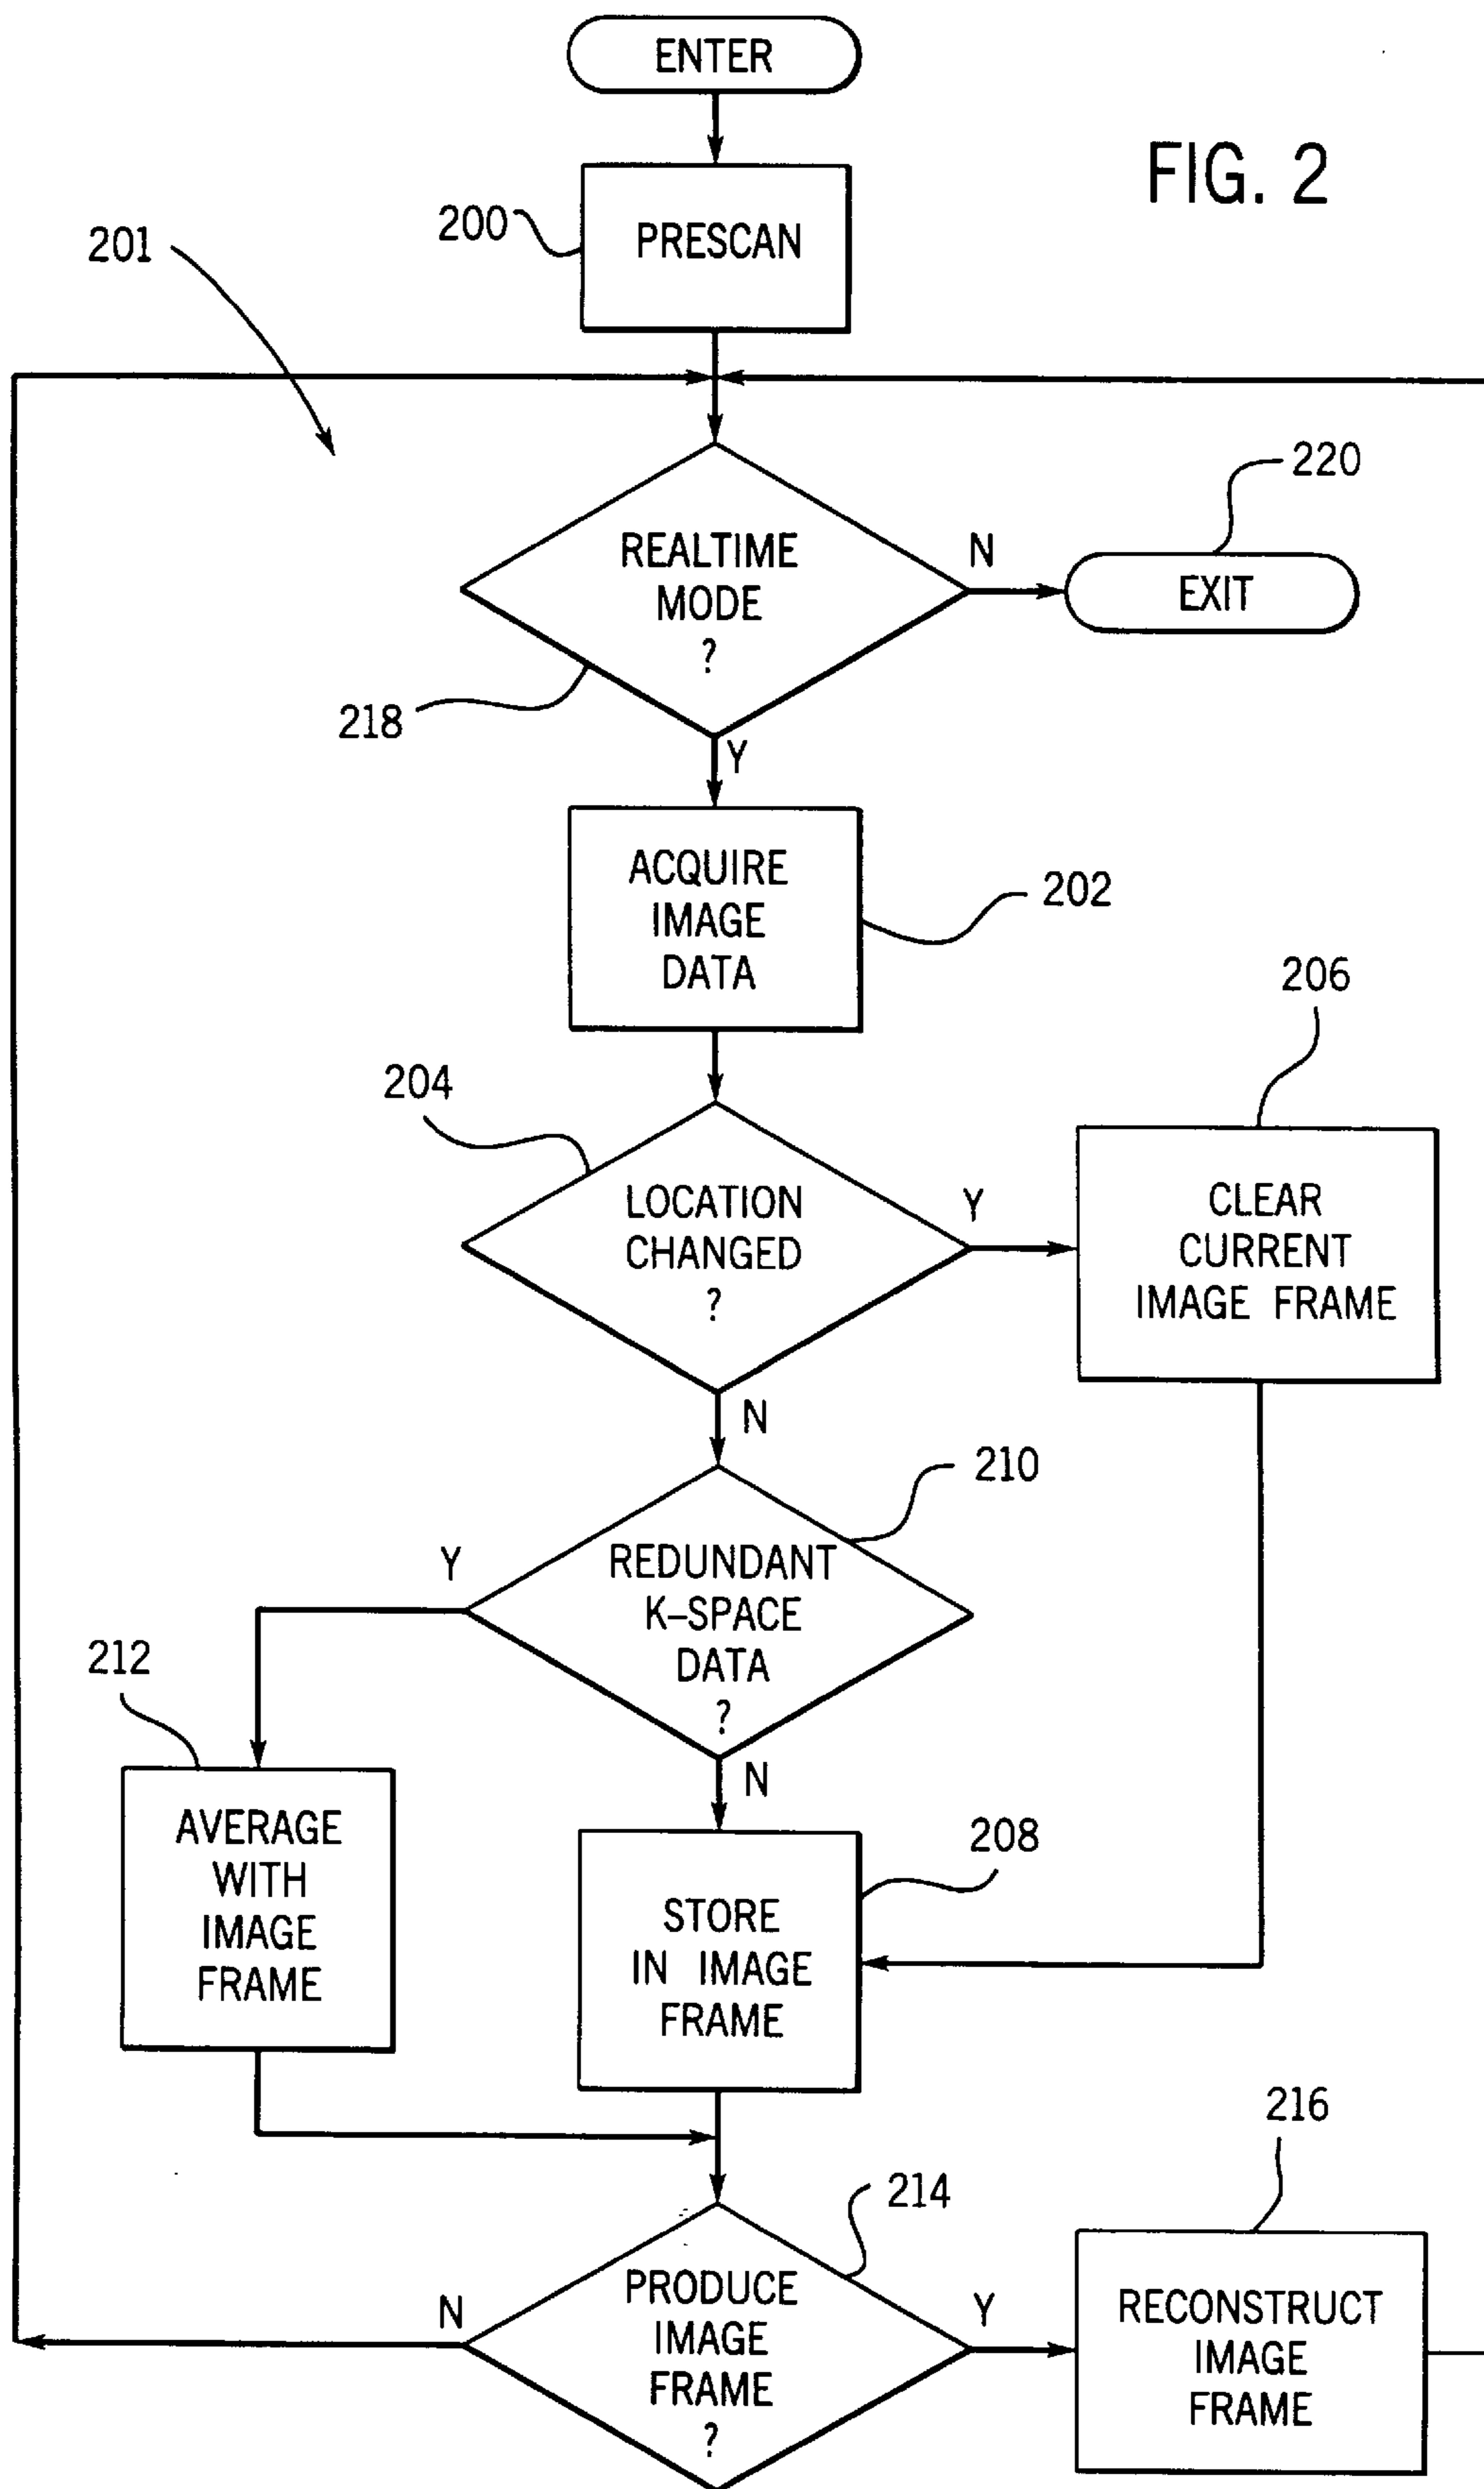 ENTER
FIG. 2
200
PRESCAN
201
220
REALTIME
MODE
?
N
EXIT
218
Y
ACQUIRE
IMAGE
DATA
202
206
204
LOCATION
CHANGED
?
Y
CLEAR
CURRENT
IMAGE FRAME
N
210
Y
REDUNDANT
K-SPACE
DATA
?
212
N
AVERAGE
WITH
IMAGE
FRAME
208
STORE
IN IMAGE
FRAME
216
214
N
PRODUCE
IMAGE
FRAME
?
Y
RECONSTRUCT
IMAGE
FRAME